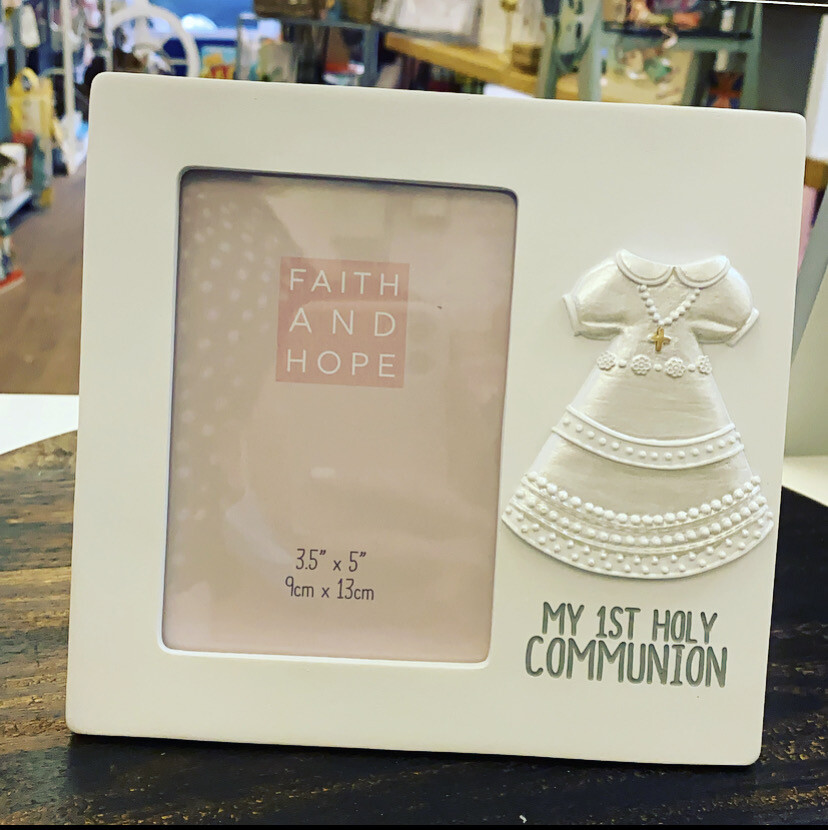 FAITH
AND
HOPE
3.5" x 5"
9cm x 13cm
MY 1ST HOLY
COMMUNION